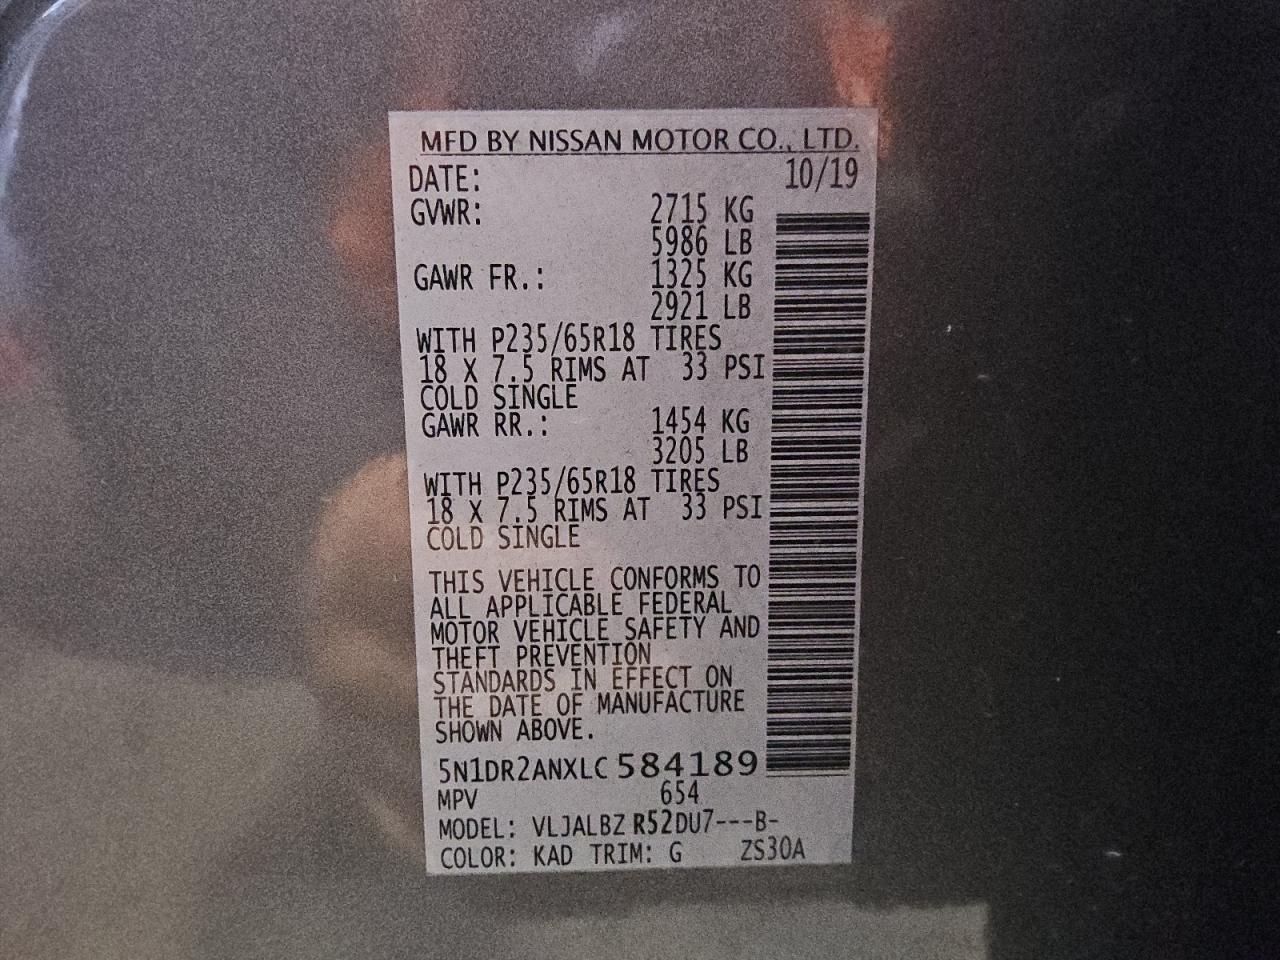 MFD BY NISSAN MOTOR CO., LTD.
DATE: 10/19
GVWR: 2715 KG
5986 LB
GAWR FR.: 1325 KG
2921 LB
WITH P235/65R18 TIRES
18 X 7.5 RIMS AT 33 PSI
COLD SINGLE
GAWR RR.: 1454 KG
3205 LB
WITH P235/65R18 TIRES
18 X 7.5 RIMS AT 33 PSI
COLD SINGLE
THIS VEHICLE CONFORMS TO
ALL APPLICABLE FEDERAL
MOTOR VEHICLE SAFETY AND
THEFT PREVENTION
STANDARDS IN EFFECT ON
THE DATE OF MANUFACTURE
SHOWN ABOVE.
5N1DR2ANXLC584189
MPV 654
MODEL: VLJALBZ R52DU7---B-
COLOR: KAD TRIM: G ZS30A